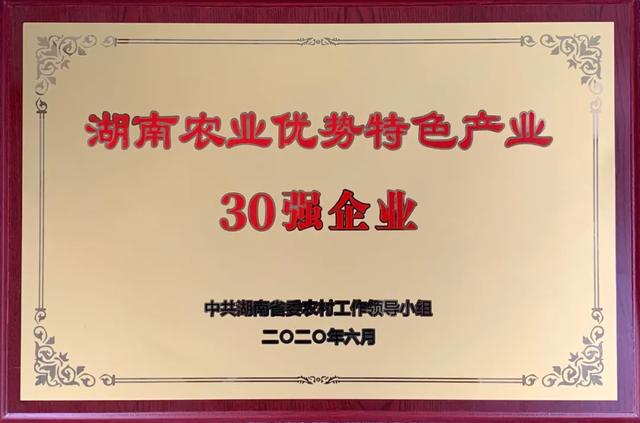 湖南农业优势特色产业
30强企业
中共湖南省委农村工作领导小组
二〇二〇年六月